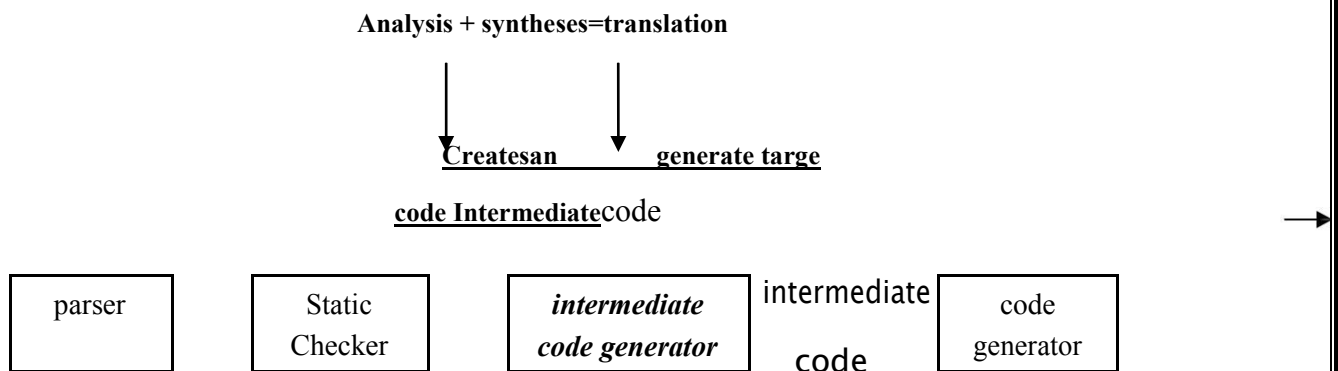 Analysis + syntheses=translation
Createsan generate targe
code Intermediatecode
parser
Static
Checker
intermediate
code generator
intermediate
code
code
generator